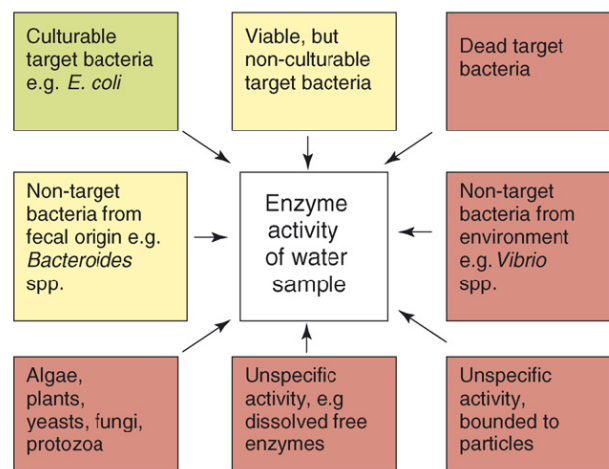 Culturable
target bacteria
e.g. E. coli
Viable, but
non-culturable
target bacteria
Dead target
bacteria
Non-target
bacteria from
fecal origin e.g.
Bacteroides
spp.
Enzyme
activity
of water
sample
Non-target
bacteria from
environment
e.g. Vibrio
spp.
Algae,
plants,
yeasts, fungi,
protozoa
Unspecific
activity, e.g
dissolved free
enzymes
Unspecific
activity,
bounded to
particles